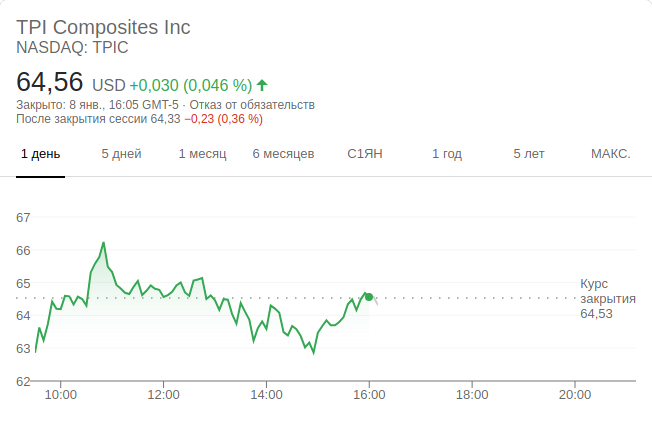 TPI Composites Inc
NASDAQ: TPIC
64,56 USD +0,030 (0,046 %)
Закрыто: 8 янв., 16:05 GMT-5 · Отказ от обязательств
После закрытия сессии 64,33 −0,23 (0,36 %)
1 день 5 дней 1 месяц 6 месяцев С1ЯН 1 год 5 лет МАКС.
67
66
65
64
63
62
Курс
закрытия
64,53
10:00 12:00 14:00 16:00 18:00 20:00